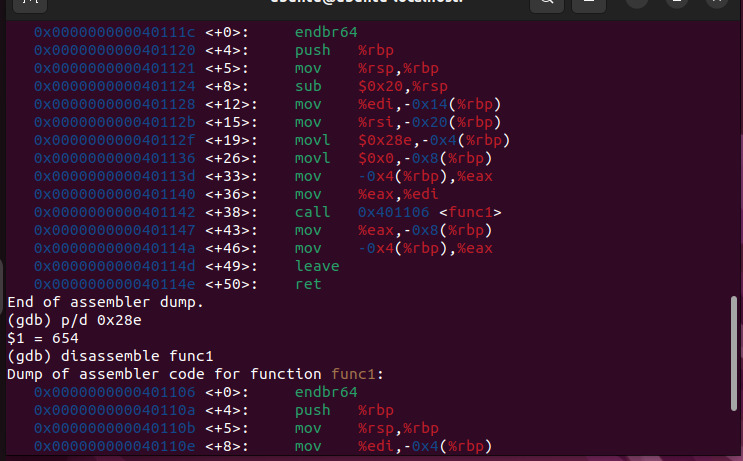 0x000000000040111c <+0>: endbr64
0x0000000000401120 <+4>: push %rbp
0x0000000000401121 <+5>: mov %rsp,%rbp
0x0000000000401124 <+8>: sub $0x20,%rsp
0x0000000000401128 <+12>: mov %edi,-0x14(%rbp)
0x000000000040112b <+15>: mov %rsi,-0x20(%rbp)
0x000000000040112f <+19>: movl $0x28e,-0x4(%rbp)
0x0000000000401136 <+26>: movl $0x0,-0x8(%rbp)
0x000000000040113d <+33>: mov -0x4(%rbp),%eax
0x0000000000401140 <+36>: mov %eax,%edi
0x0000000000401142 <+38>: call 0x401106 <func1>
0x0000000000401147 <+43>: mov %eax,-0x8(%rbp)
0x000000000040114a <+46>: mov -0x4(%rbp),%eax
0x000000000040114d <+49>: leave
0x000000000040114e <+50>: ret
End of assembler dump.
(gdb) p/d 0x28e
$1 = 654
(gdb) disassemble func1
Dump of assembler code for function func1:
0x0000000000401106 <+0>: endbr64
0x000000000040110a <+4>: push %rbp
0x000000000040110b <+5>: mov %rsp,%rbp
0x000000000040110e <+8>: mov %edi,-0x4(%rbp)